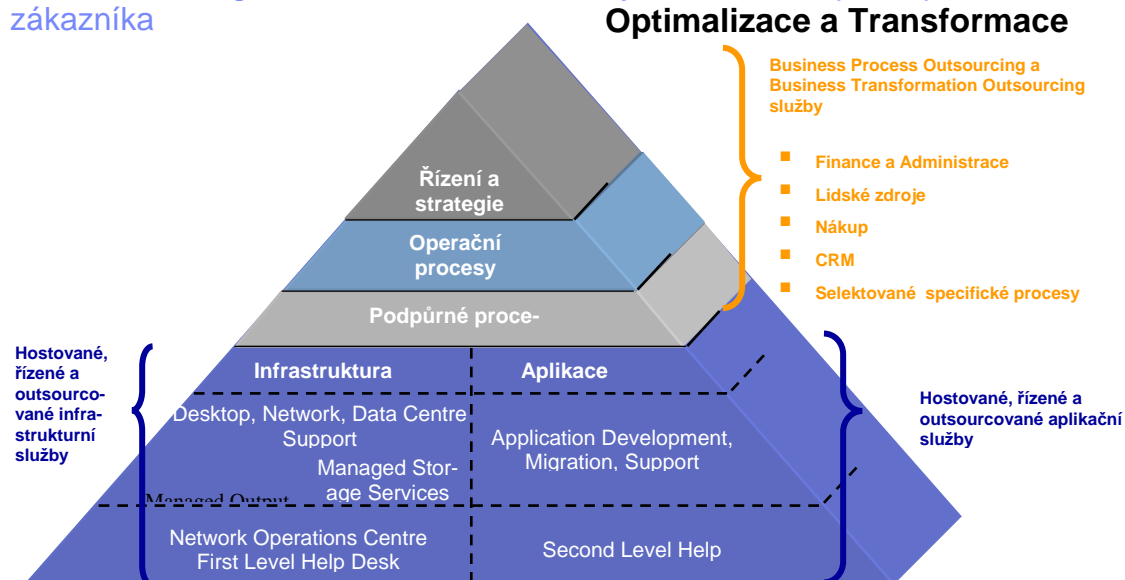 zákazníka
Optimalizace a Transformace
Business Process Outsourcing a
Business Transformation Outsourcing
služby
Finance a Administrace
Lidské zdroje
Nákup
CRM
Selektované specifické procesy
Řízení a
strategie
Operační
procesy
Podpůrné proce-
Hostované,
řízené a
outsourco-
vané infra-
strukturní
služby
Infrastruktura
Aplikace
Desktop, Network, Data Centre
Support
Managed Stor-
age Services
Managed Output
Application Development,
Migration, Support
Network Operations Centre
First Level Help Desk
Second Level Help
Hostované, řízené a
outsourcované aplikační
služby